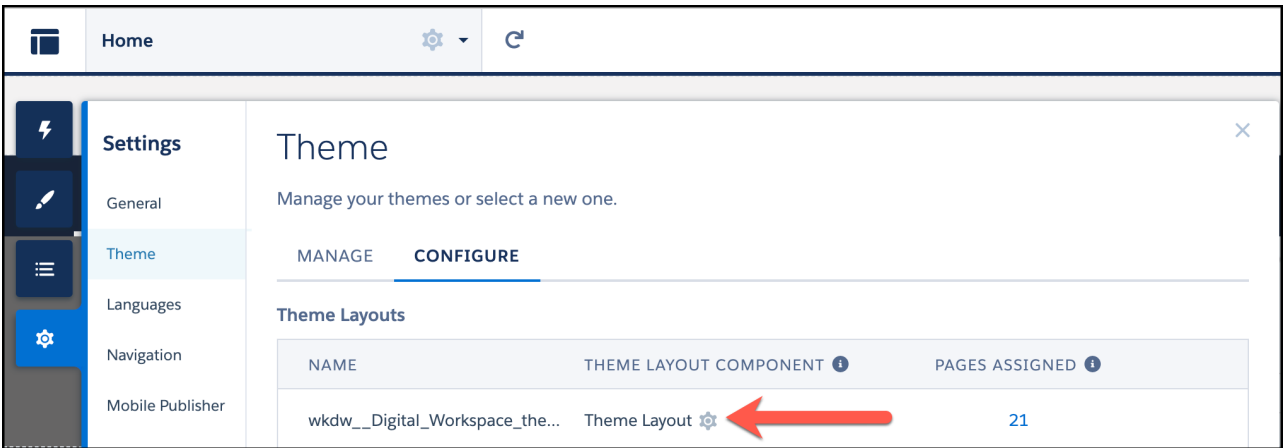 Home
Settings
General
Theme
Languages
Navigation
Mobile Publisher
Theme
Manage your themes or select a new one.
MANAGE CONFIGURE
Theme Layouts
NAME THEME LAYOUT COMPONENT PAGES ASSIGNED
wkdw__Digital_Workspace_the... Theme Layout 21